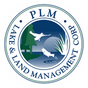 PLM
LAKE & LAND MANAGEMENT CORP